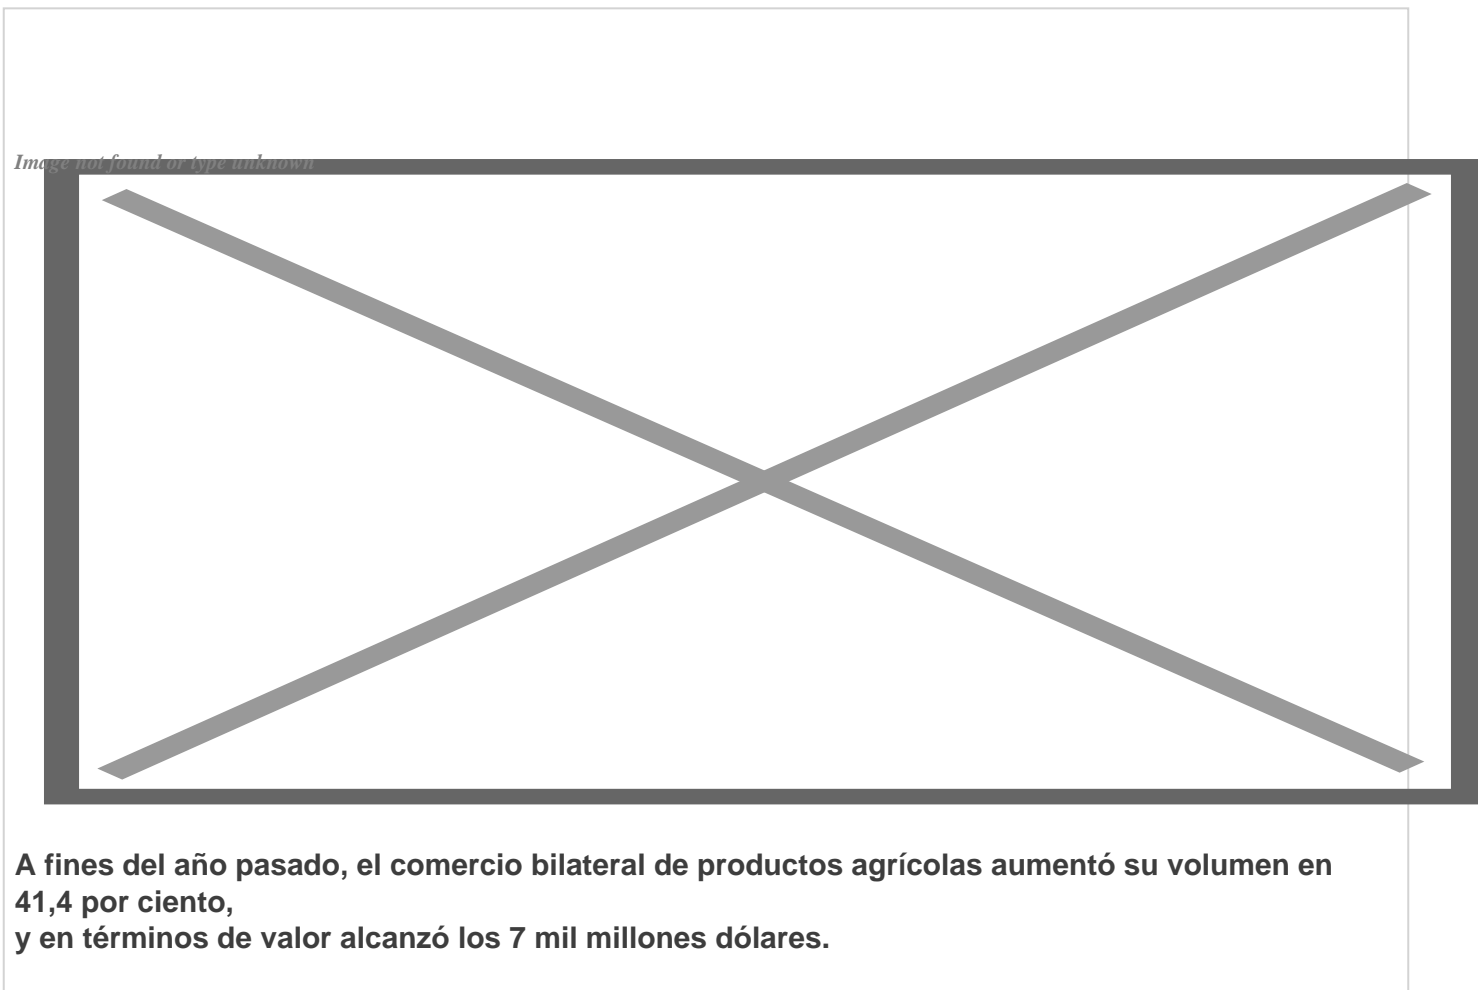 Image not found or type unknown
A fines del año pasado, el comercio bilateral de productos agrícolas aumentó su volumen en
41,4 por ciento,
y en términos de valor alcanzó los 7 mil millones dólares.